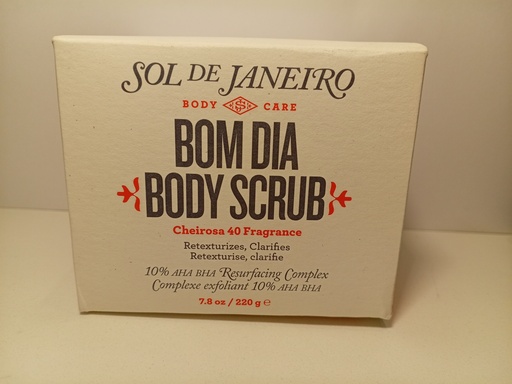 SOL DE JANEIRO
BODY CARE
BOM DIA
BODY SCRUB
Cheirosa 40 Fragrance
Retexturizes, Clarifies
Retexturise, clarifie
10% AHA BHA Resurfacing Complex
Complexe exfoliant 10% AHA BHA
7.8 oz / 220 g ℮